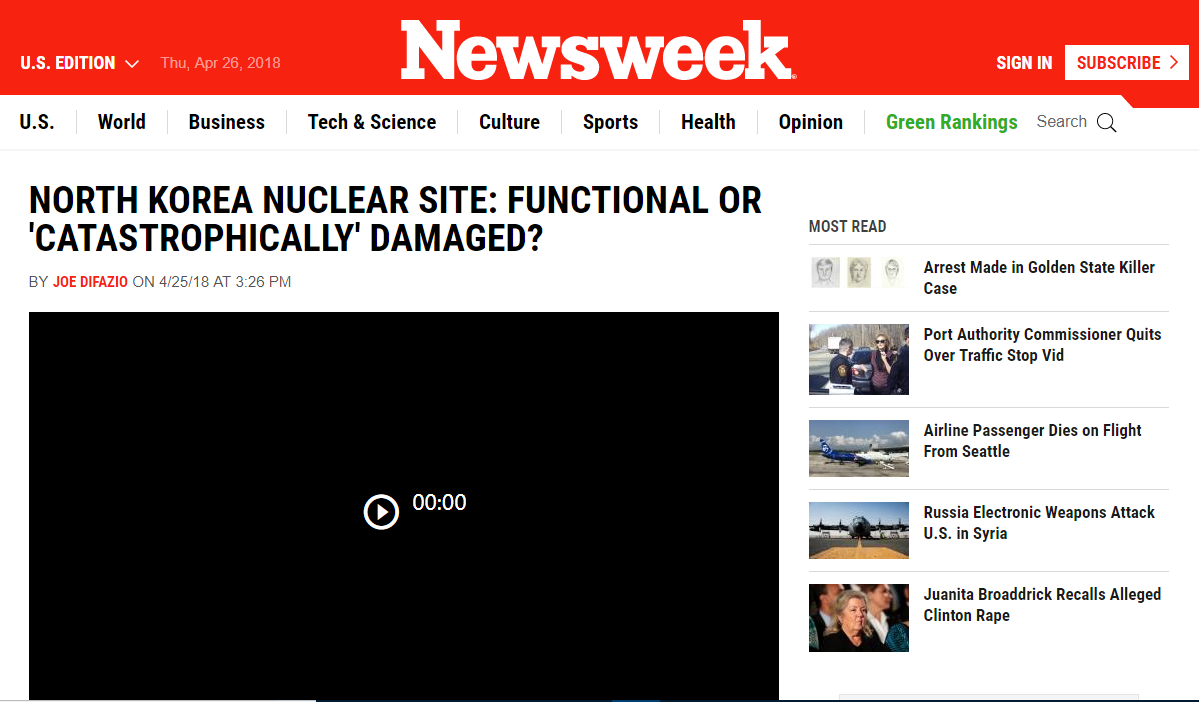 Newsweek
U.S. EDITION
Thu, Apr 26, 2018
SIGN IN
SUBSCRIBE
U.S.
World
Business
Tech & Science
Culture
Sports
Health
Opinion
Green Rankings
Search
NORTH KOREA NUCLEAR SITE: FUNCTIONAL OR
'CATASTROPHICALLY' DAMAGED?
BY JOE DIFAZIO ON 4/25/18 AT 3:26 PM
00:00
MOST READ
Arrest Made in Golden State Killer
Case
Port Authority Commissioner Quits
Over Traffic Stop Vid
Airline Passenger Dies on Flight
From Seattle
Russia Electronic Weapons Attack
U.S. in Syria
Juanita Broaddrick Recalls Alleged
Clinton Rape